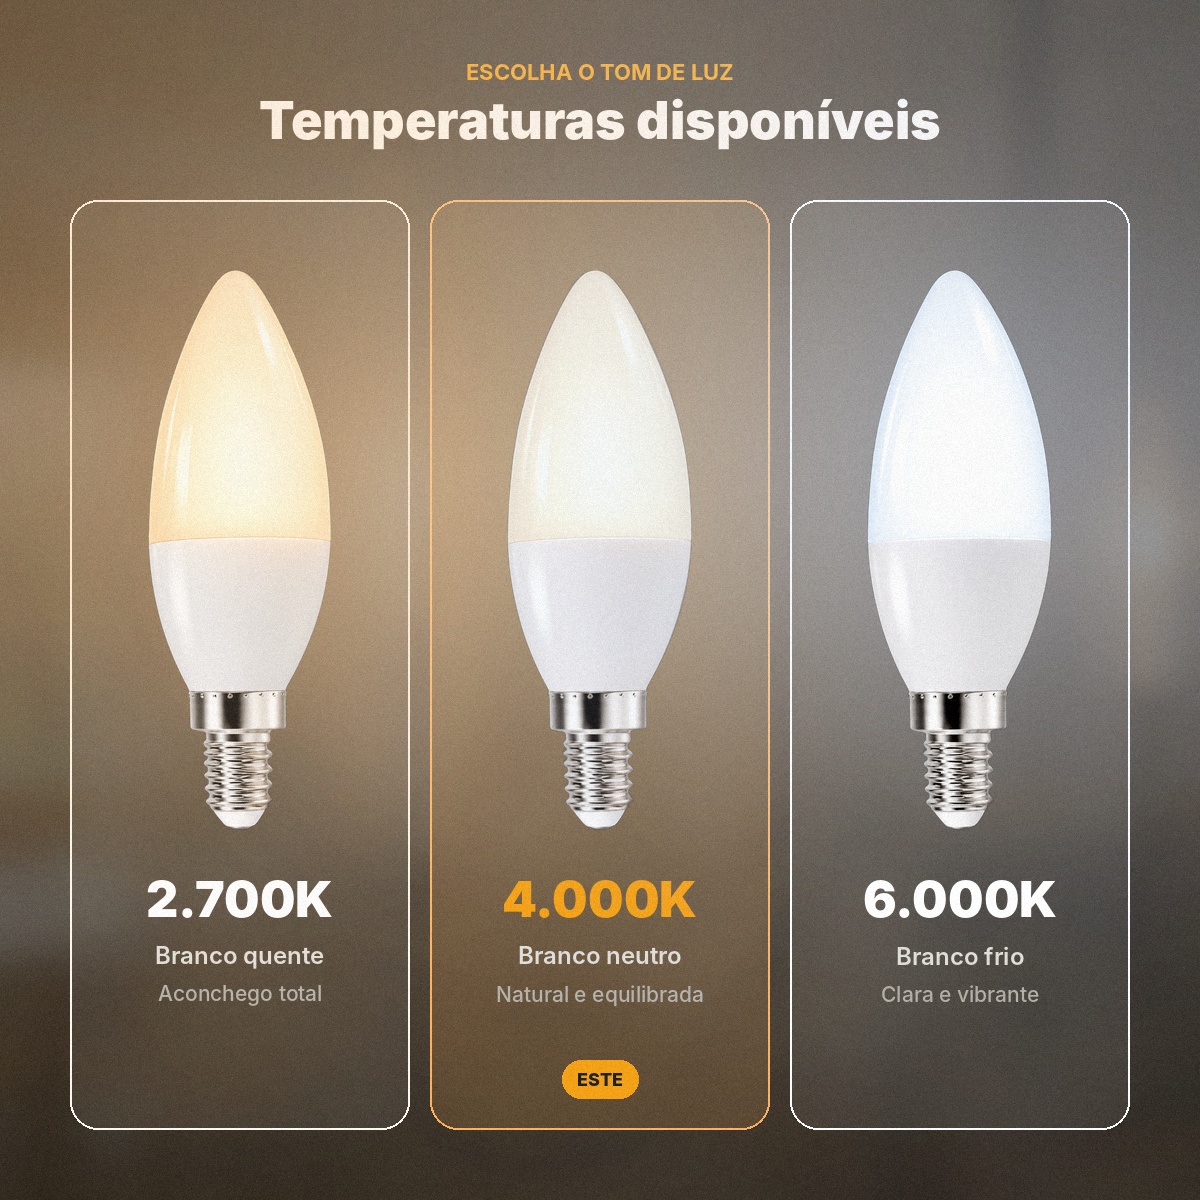 ESCOLHA O TOM DE LUZ
Temperaturas disponíveis
2.700K
Branco quente
Aconchego total
4.000K
Branco neutro
Natural e equilibrada
ESTE
6.000K
Branco frio
Clara e vibrante